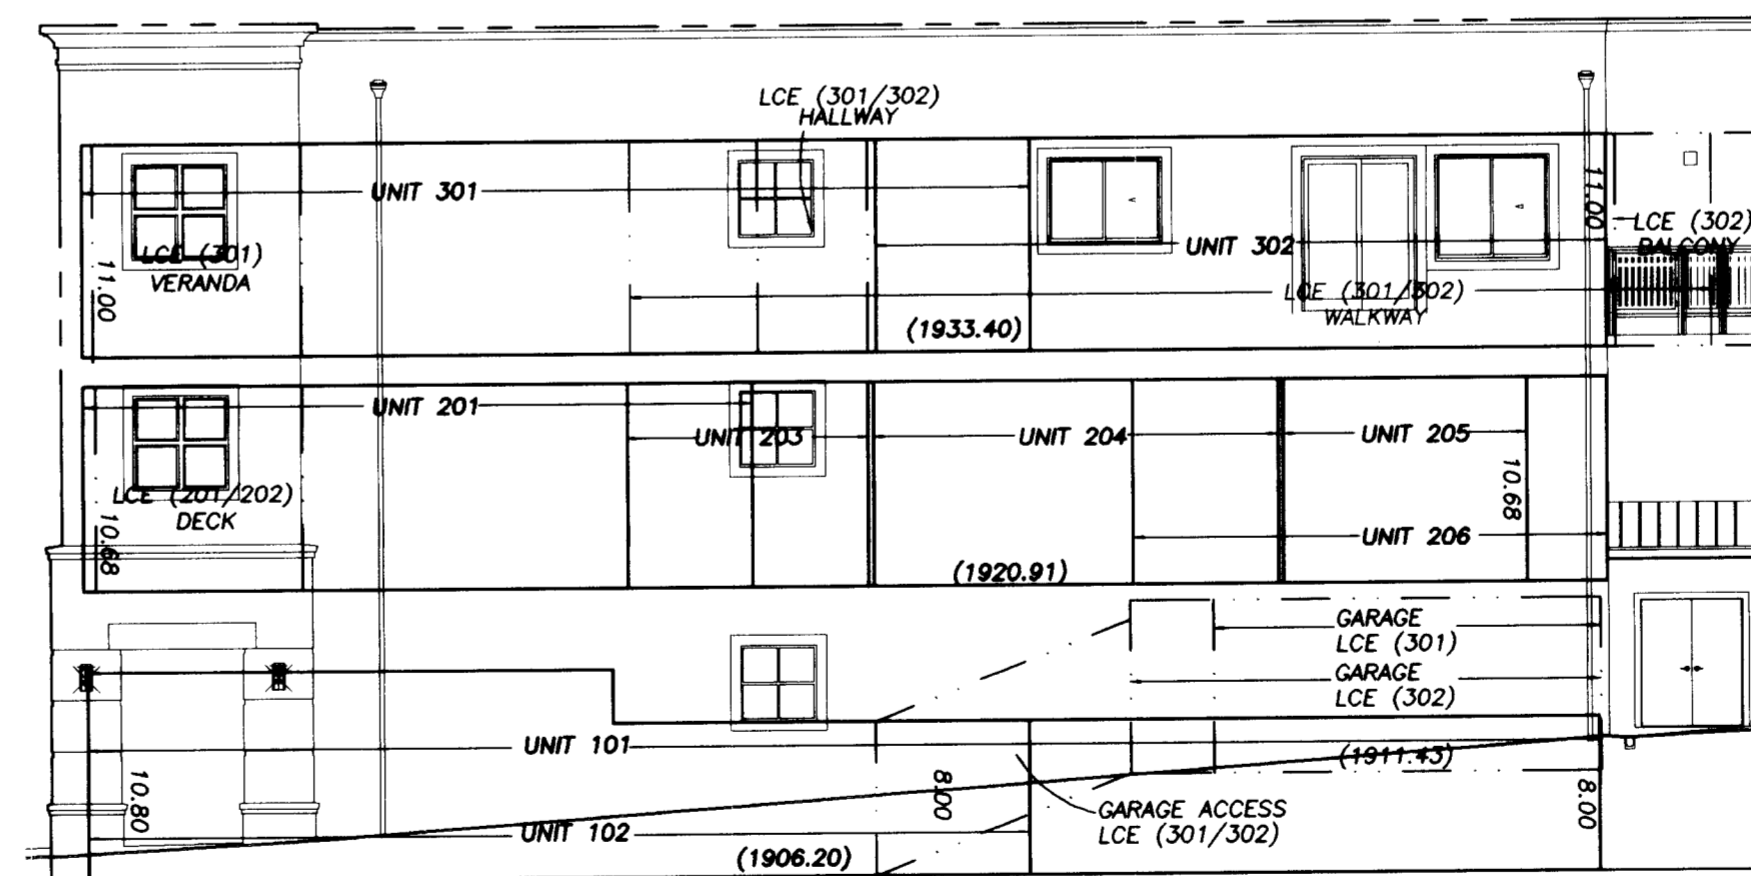 LCE (301/302)
HALLWAY
UNIT 301
11.00
LCE (302)
BALCONY
UNIT 302
LCE (301)
VERANDA
11.00
LCE (301/302)
WALKWAY
(1933.40)
UNIT 201
UNIT 203
UNIT 204
UNIT 205
LCE (201/202)
DECK
10.68
10.68
UNIT 206
(1920.91)
GARAGE
LCE (301)
GARAGE
LCE (302)
UNIT 101
(1911.43)
10.80
8.00
8.00
GARAGE ACCESS
LCE (301/302)
UNIT 102
(1906.20)